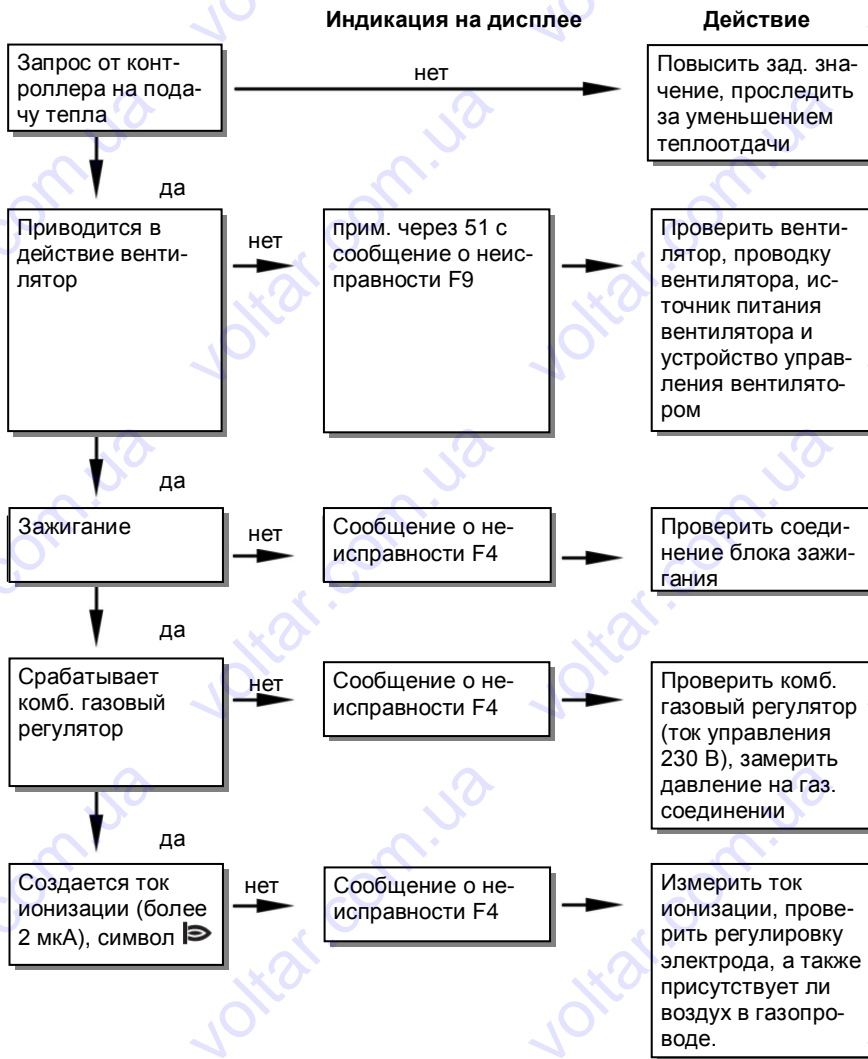 Индикация на дисплее
Действие
Запрос от конт-
роллера на пода-
чу тепла
нет
Повысить зад. зна-
чение, проследить
за уменьшением
теплоотдачи
да
Приводится в
действие венти-
лятор
нет
прим. через 51 с
сообщение о неис-
правности F9
Проверить венти-
лятор, проводку
вентилятора, ис-
точник питания
вентилятора и
устройство управ-
ления вентилято-
ром
да
Зажигание
нет
Сообщение о не-
исправности F4
Проверить соеди-
нение блока зажи-
гания
да
Срабатывает
комб. газовый
регулятор
нет
Сообщение о не-
исправности F4
Проверить комб.
газовый регулятор
(ток управления
230 В), замерить
давление на газ.
соединении
да
Создается ток
ионизации (более
2 мкА), символ
нет
Сообщение о не-
исправности F4
Измерить ток
ионизации, прове-
рить регулировку
электрода, а также
присутствует ли
воздух в газопро-
воде.
voltar.com.ua